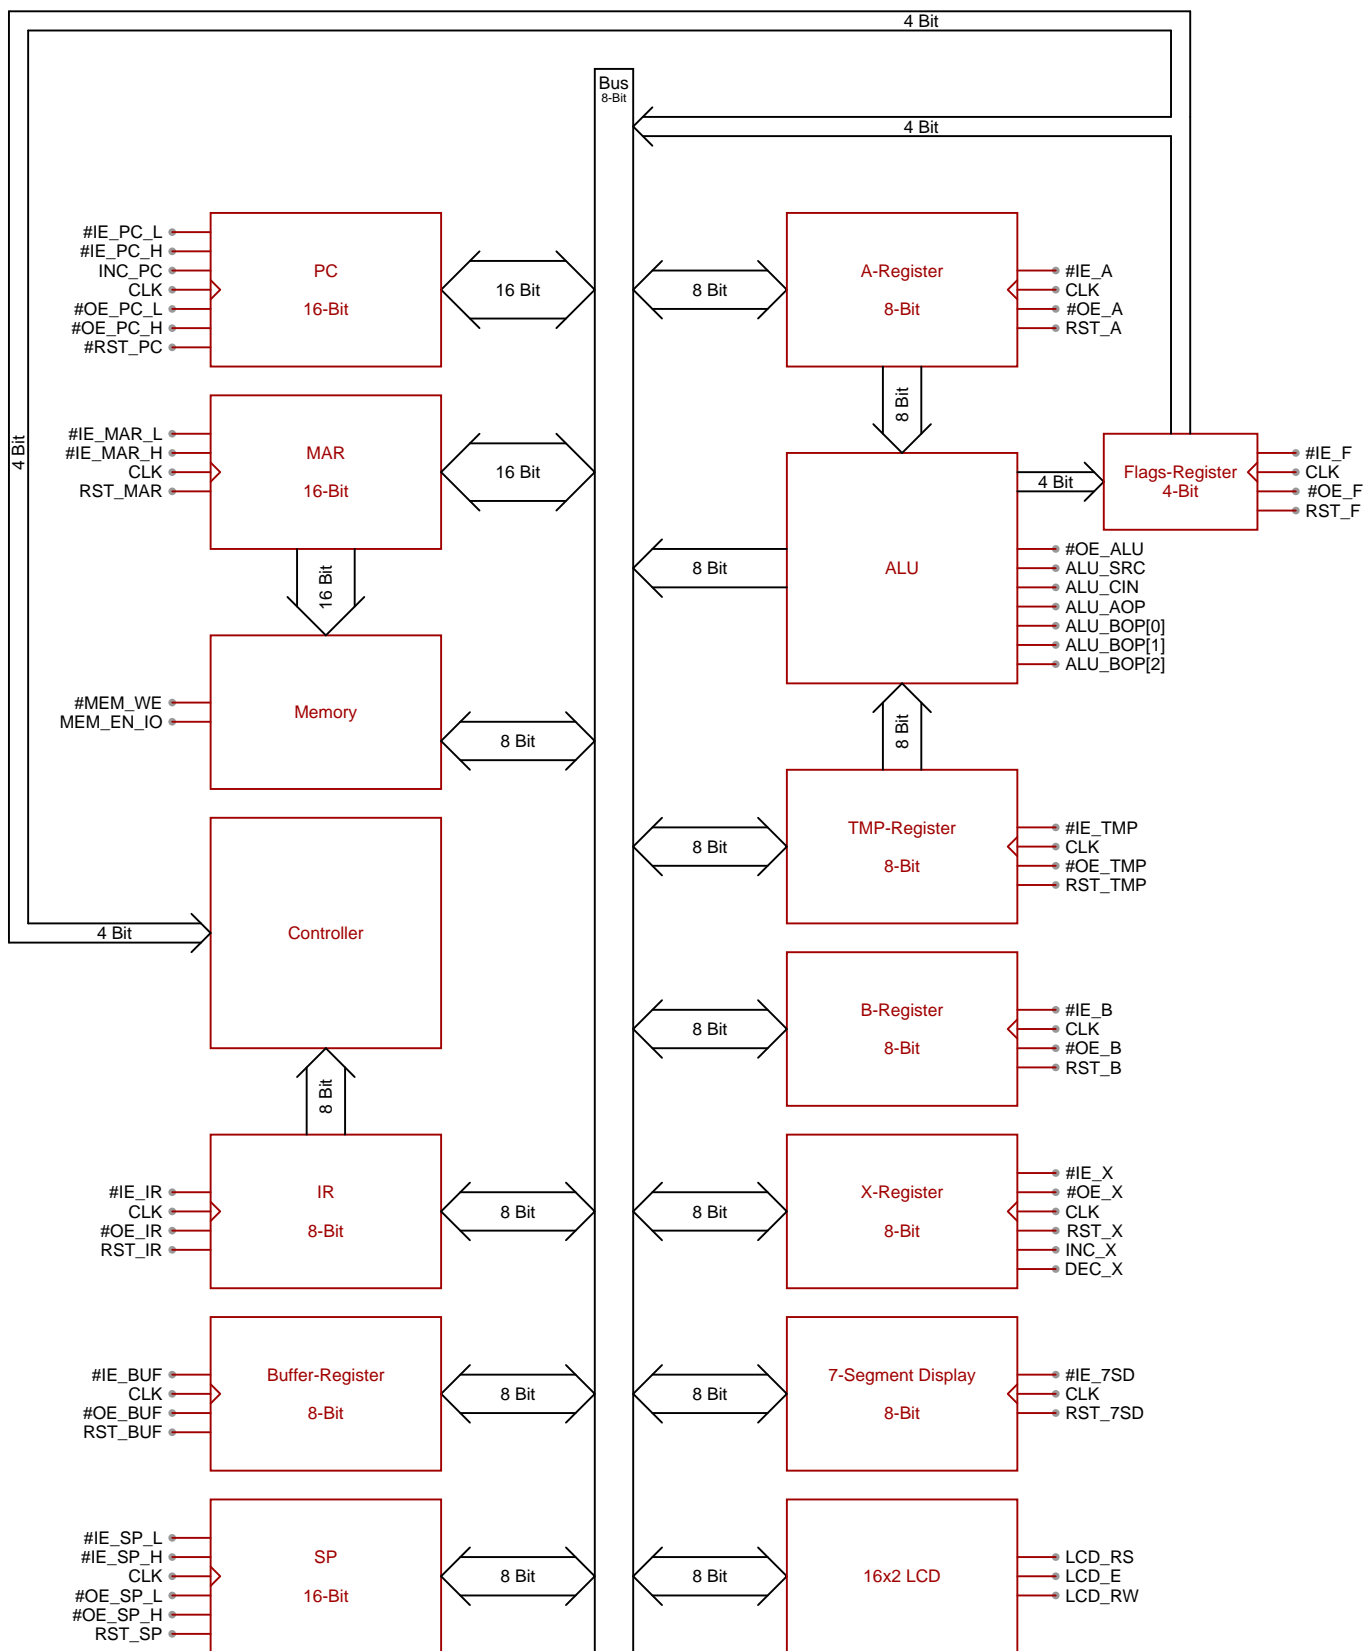 4 Bit
Bus
8-Bit
4 Bit
4 Bit
#IE_PC_L
#IE_PC_H
INC_PC
CLK
#OE_PC_L
#OE_PC_H
#RST_PC
PC
16-Bit
16 Bit
8 Bit
A-Register
8-Bit
#IE_A
CLK
#OE_A
RST_A
8 Bit
#IE_MAR_L
#IE_MAR_H
CLK
RST_MAR
MAR
16-Bit
16 Bit
16 Bit
ALU
8 Bit
4 Bit
Flags-Register
4-Bit
#IE_F
CLK
#OE_F
RST_F
#OE_ALU
ALU_SRC
ALU_CIN
ALU_AOP
ALU_BOP[0]
ALU_BOP[1]
ALU_BOP[2]
#MEM_WE
MEM_EN_IO
Memory
8 Bit
8 Bit
8 Bit
TMP-Register
8-Bit
#IE_TMP
CLK
#OE_TMP
RST_TMP
4 Bit
Controller
8 Bit
8 Bit
B-Register
8-Bit
#IE_B
CLK
#OE_B
RST_B
#IE_IR
CLK
#OE_IR
RST_IR
IR
8-Bit
8 Bit
8 Bit
X-Register
8-Bit
#IE_X
#OE_X
CLK
RST_X
INC_X
DEC_X
#IE_BUF
CLK
#OE_BUF
RST_BUF
Buffer-Register
8-Bit
8 Bit
8 Bit
7-Segment Display
8-Bit
#IE_7SD
CLK
RST_7SD
#IE_SP_L
#IE_SP_H
CLK
#OE_SP_L
#OE_SP_H
RST_SP
SP
16-Bit
8 Bit
8 Bit
16x2 LCD
LCD_RS
LCD_E
LCD_RW